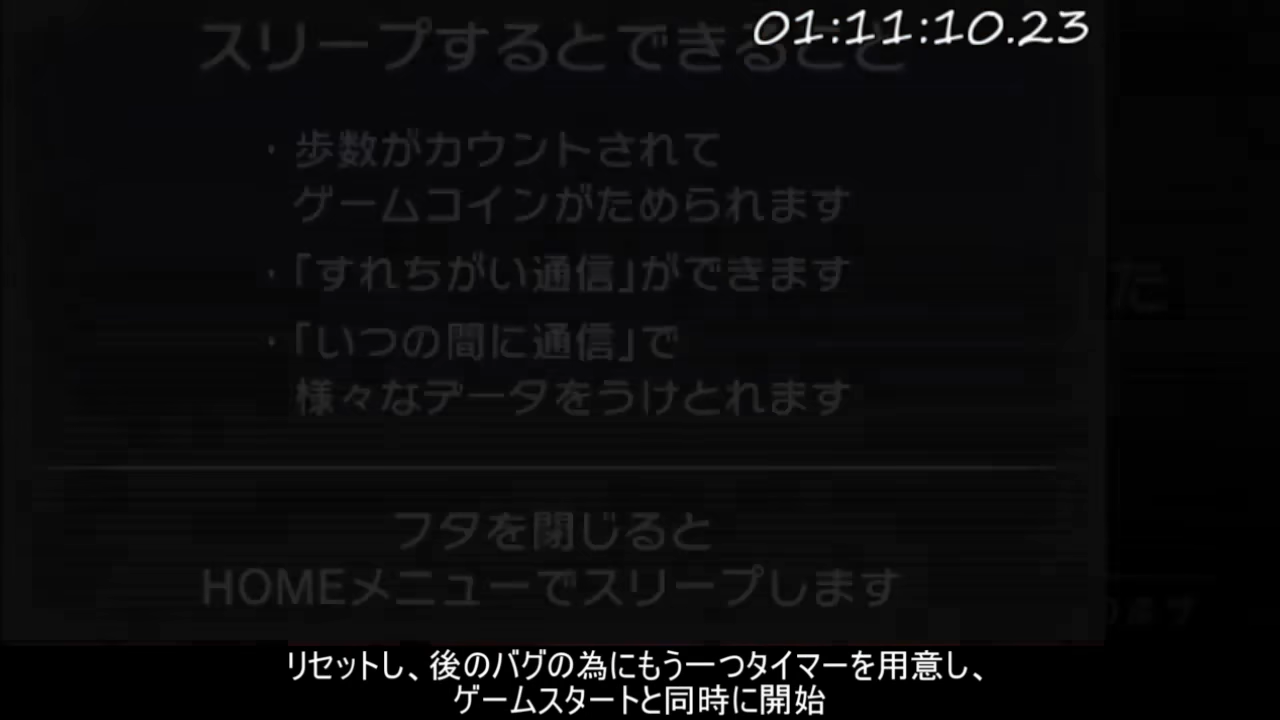 01:11:10.23
スリープするとできること
・歩数がカウントされて
ゲームコインがためられます
・「すれちがい通信」ができます
・「いつの間に通信」で
様々なデータをうけとれます
た
フタを閉じると
HOMEメニューでスリープします
リセットし、後のバグの為にもう一つタイマーを用意し、
ゲームスタートと同時に開始